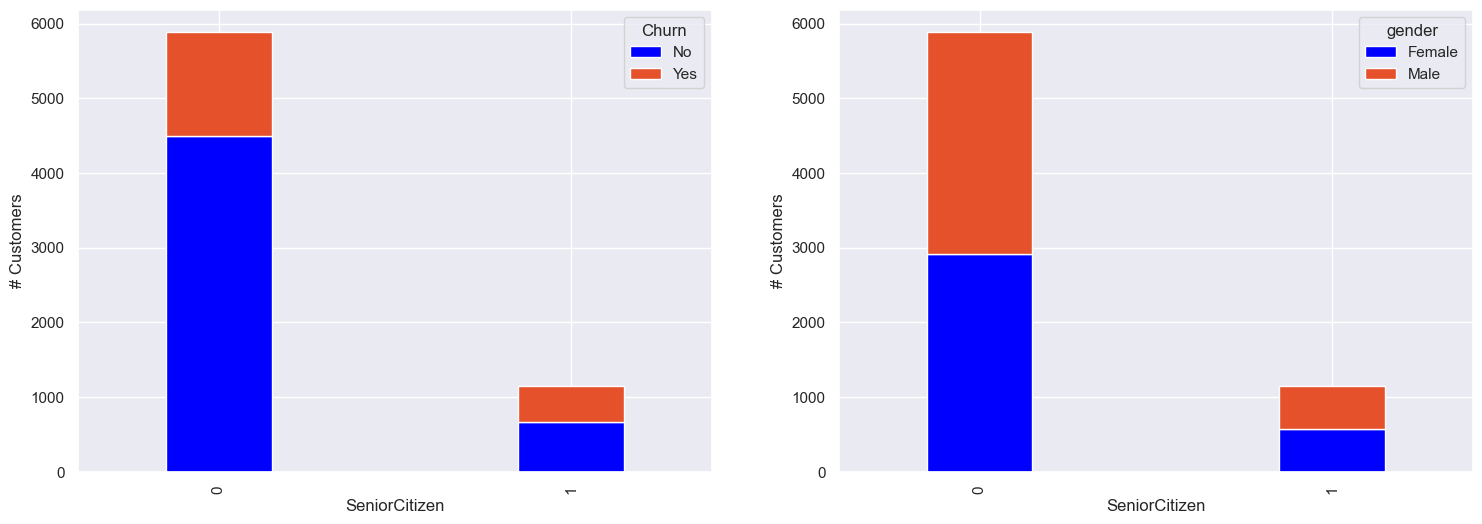 6000
5000
4000
3000
2000
1000
0
# Customers
0
1
SeniorCitizen
Churn
No
Yes
6000
5000
4000
3000
2000
1000
0
# Customers
0
1
SeniorCitizen
gender
Female
Male